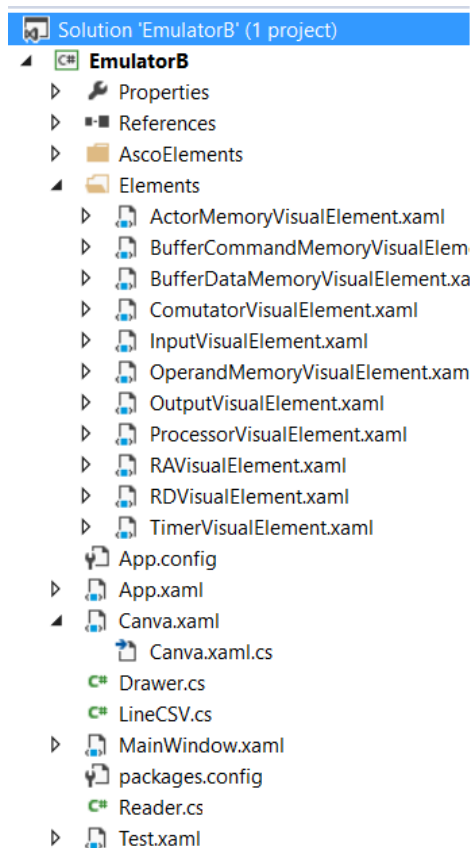 Solution 'EmulatorB' (1 project)
C# EmulatorB
Properties
References
AscoElements
Elements
ActorMemoryVisualElement.xaml
BufferCommandMemoryVisualElem
BufferDataMemoryVisualElement.xa
ComutatorVisualElement.xaml
InputVisualElement.xaml
OperandMemoryVisualElement.xam
OutputVisualElement.xaml
ProcessorVisualElement.xaml
RAVisualElement.xaml
RDVisualElement.xaml
TimerVisualElement.xaml
App.config
App.xaml
Canva.xaml
Canva.xaml.cs
C# Drawer.cs
C# LineCSV.cs
MainWindow.xaml
packages.config
C# Reader.cs
Test.xaml